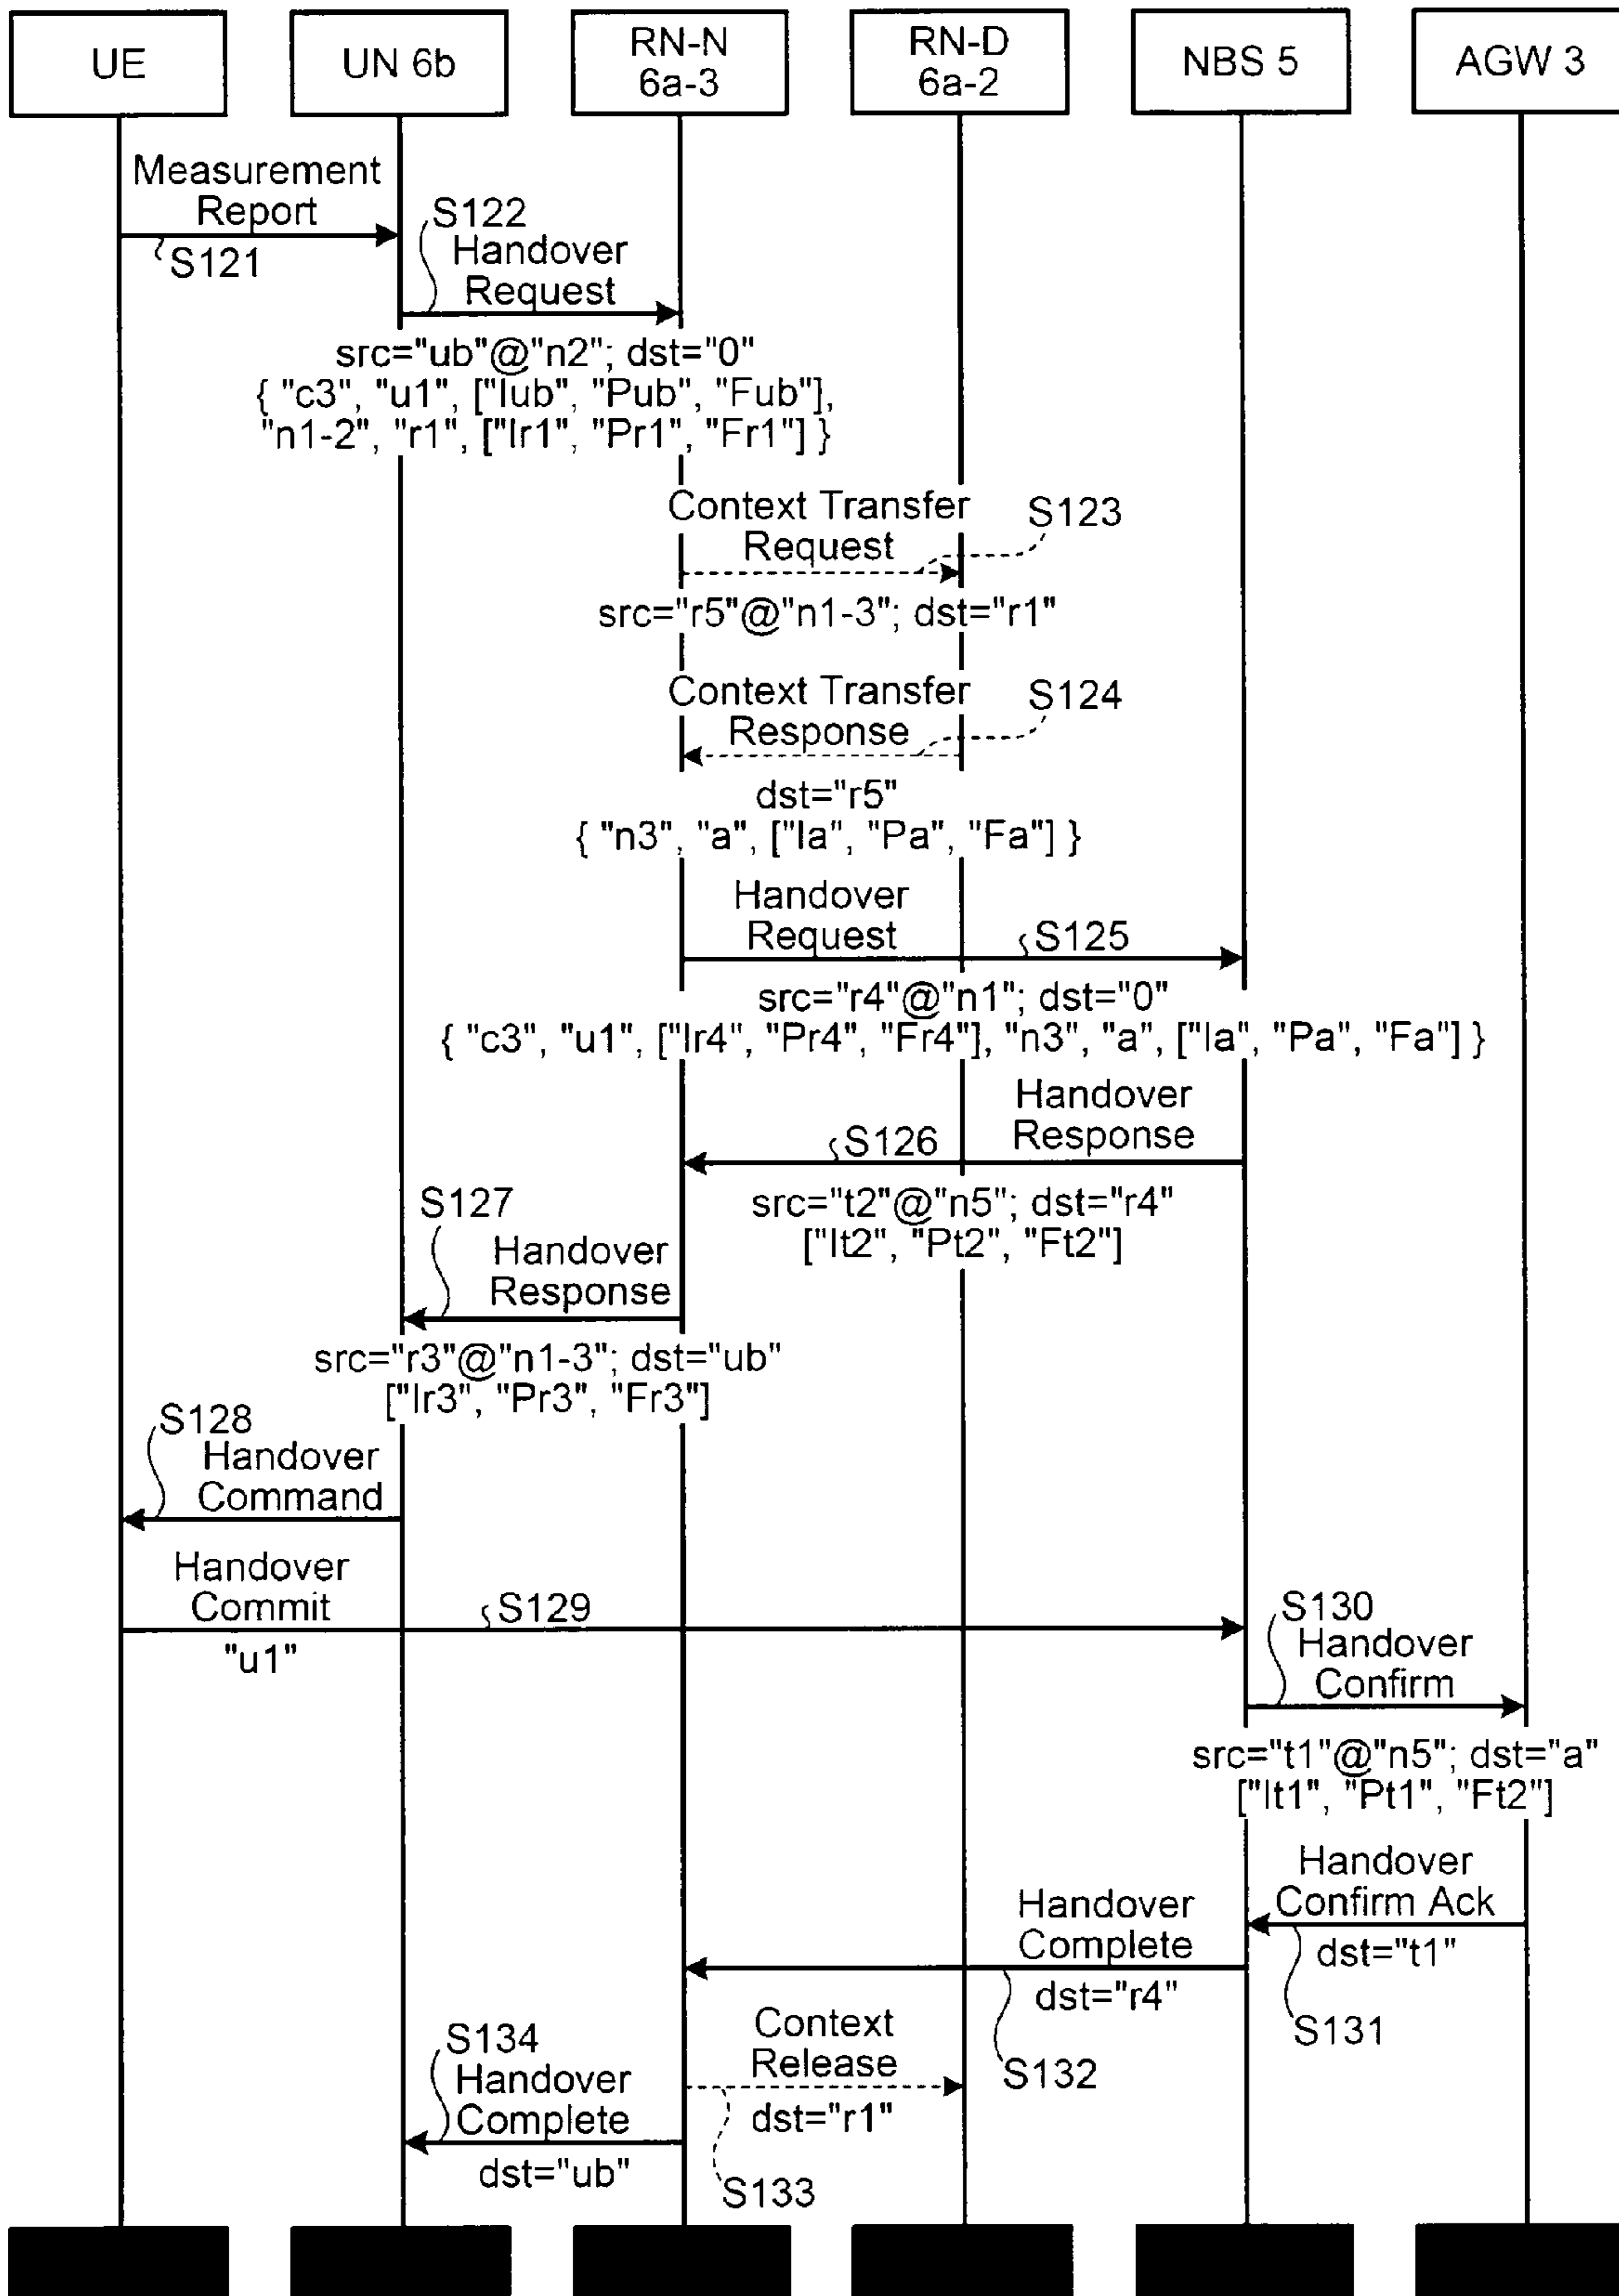 UE
UN 6b
RN-N
6a-3
RN-D
6a-2
NBS 5
AGW 3
Measurement
Report
S121
S122
Handover
Request
src="ub"@"n2"; dst="0"
{ "c3", "u1", ["Iub", "Pub", "Fub"],
"n1-2", "r1", ["Ir1", "Pr1", "Fr1"] }
Context Transfer
Request
S123
src="r5"@"n1-3"; dst="r1"
Context Transfer
Response
S124
dst="r5"
{ "n3", "a", ["Ia", "Pa", "Fa"] }
Handover
Request
S125
src="r4"@"n1"; dst="0"
{ "c3", "u1", ["Ir4", "Pr4", "Fr4"], "n3", "a", ["Ia", "Pa", "Fa"] }
Handover
Response
S126
src="t2"@"n5"; dst="r4"
["It2", "Pt2", "Ft2"]
S127
Handover
Response
src="r3"@"n1-3"; dst="ub"
["Ir3", "Pr3", "Fr3"]
S128
Handover
Command
Handover
Commit
S129
"u1"
S130
Handover
Confirm
src="t1"@"n5"; dst="a"
["It1", "Pt1", "Ft2"]
Handover
Confirm Ack
dst="t1"
S131
Handover
Complete
dst="r4"
S132
Context
Release
dst="r1"
S133
S134
Handover
Complete
dst="ub"